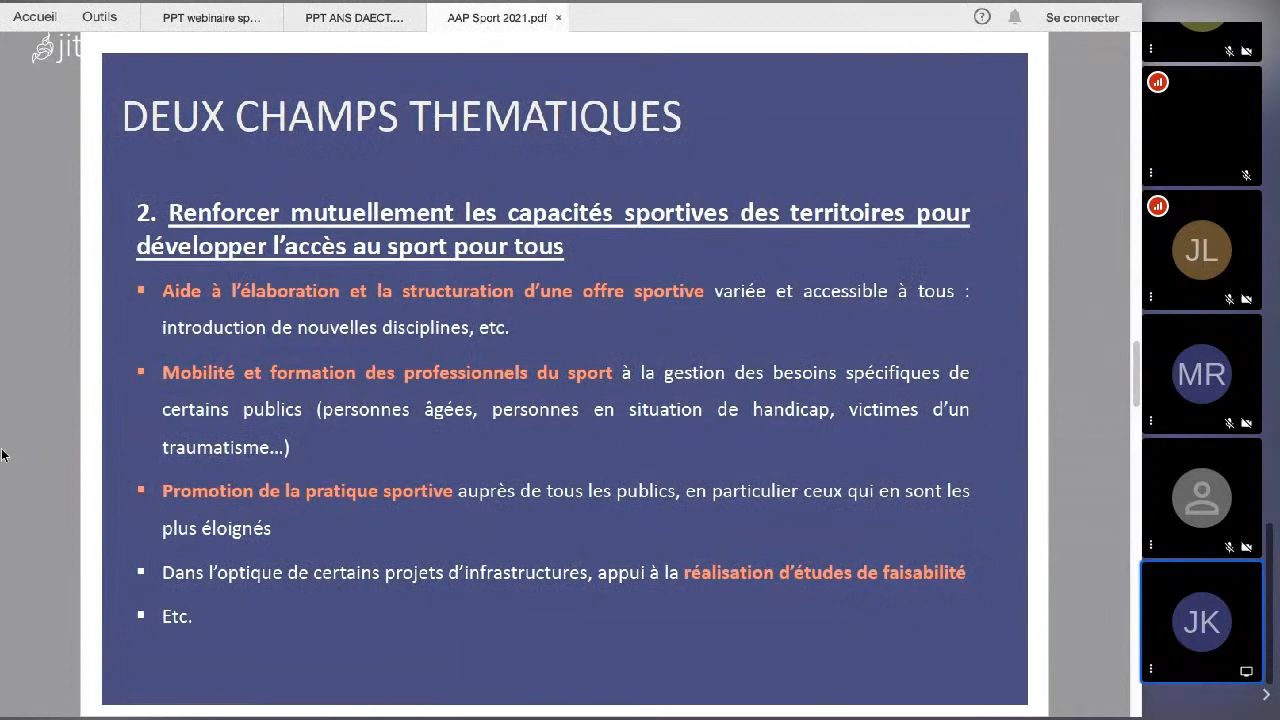 Accueil Outils PPT webinaire sp... PPT ANS DAECT.... AAP Sport 2021.pdf × ? Se connecter
jit
DEUX CHAMPS THEMATIQUES
2. Renforcer mutuellement les capacités sportives des territoires pour
développer l'accès au sport pour tous
Aide à l'élaboration et la structuration d'une offre sportive variée et accessible à tous :
introduction de nouvelles disciplines, etc.
Mobilité et formation des professionnels du sport à la gestion des besoins spécifiques de
certains publics (personnes âgées, personnes en situation de handicap, victimes d'un
traumatisme...)
Promotion de la pratique sportive auprès de tous les publics, en particulier ceux qui en sont les
plus éloignés
Dans l'optique de certains projets d'infrastructures, appui à la réalisation d'études de faisabilité
Etc.
JL
MR
JK